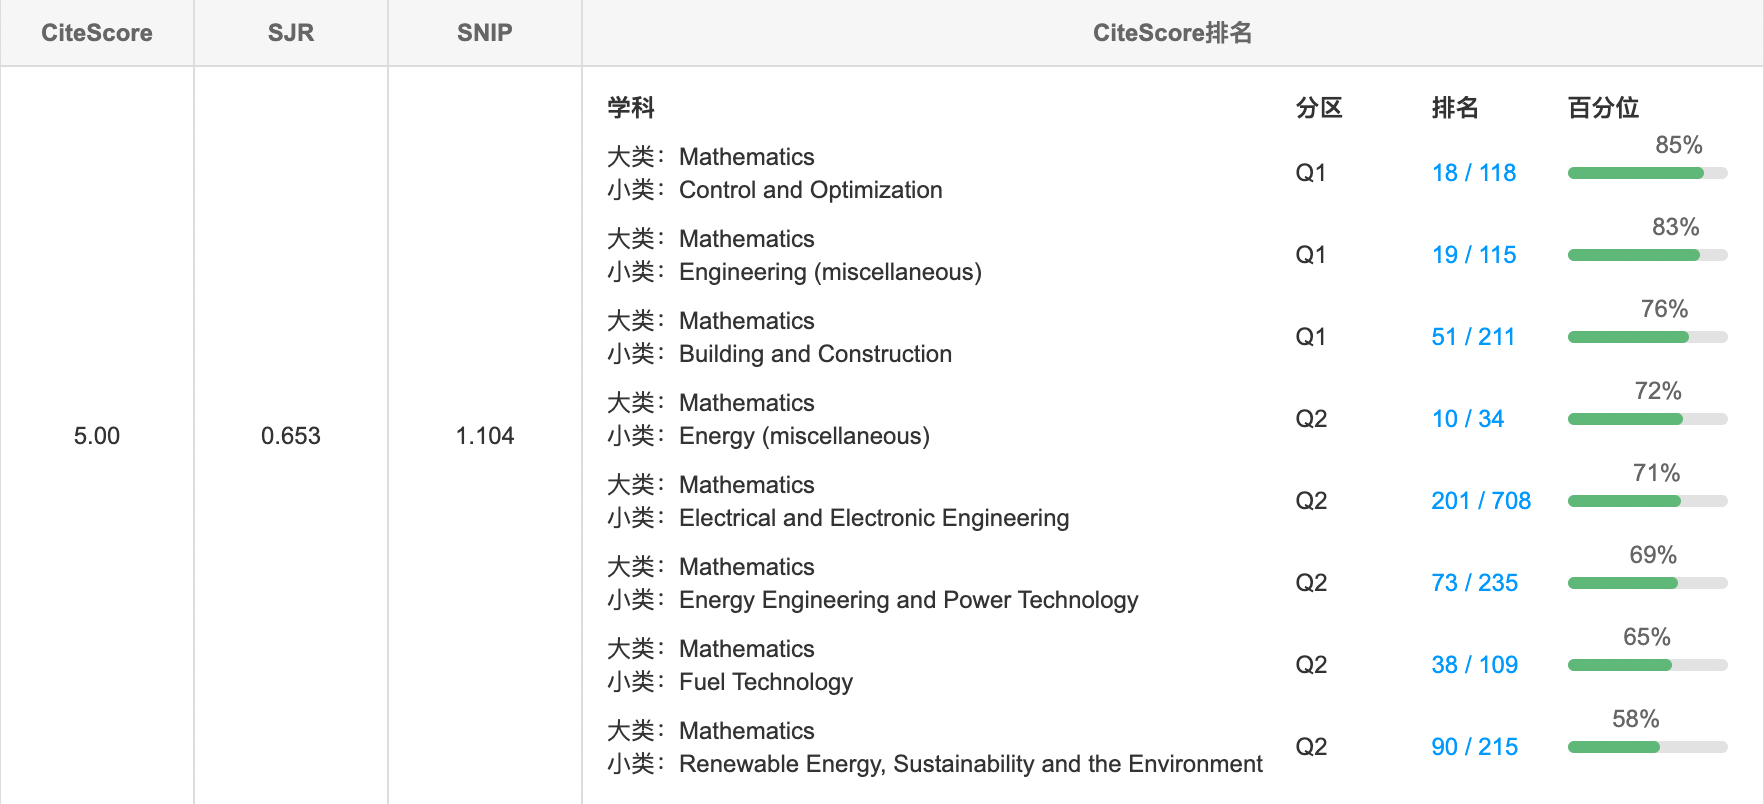 CiteScore SJR SNIP CiteScore排名
5.00 0.653 1.104
学科 分区 排名 百分位
大类：Mathematics
小类：Control and Optimization
Q1 18 / 118 85%
大类：Mathematics
小类：Engineering (miscellaneous)
Q1 19 / 115 83%
大类：Mathematics
小类：Building and Construction
Q1 51 / 211 76%
大类：Mathematics
小类：Energy (miscellaneous)
Q2 10 / 34 72%
大类：Mathematics
小类：Electrical and Electronic Engineering
Q2 201 / 708 71%
大类：Mathematics
小类：Energy Engineering and Power Technology
Q2 73 / 235 69%
大类：Mathematics
小类：Fuel Technology
Q2 38 / 109 65%
大类：Mathematics
小类：Renewable Energy, Sustainability and the Environment
Q2 90 / 215 58%